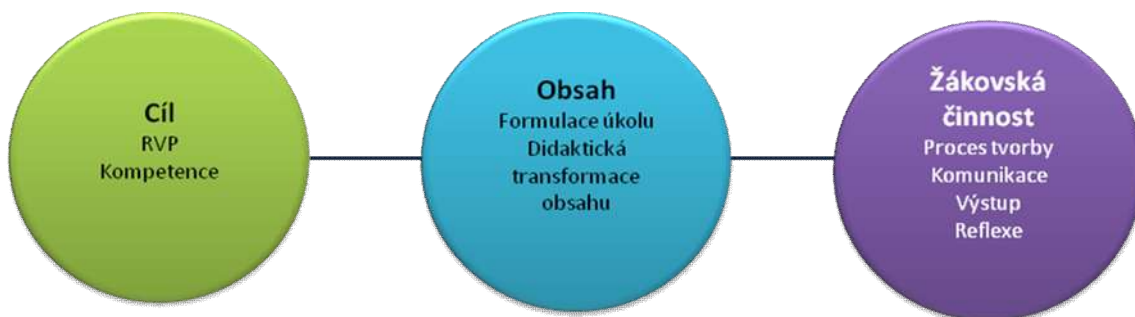 Cíl
RVP
Kompetence
Obsah
Formulace úkolu
Didaktická
transformace
obsahu
Žákovská
činnost
Proces tvorby
Komunikace
Výstup
Reflexe